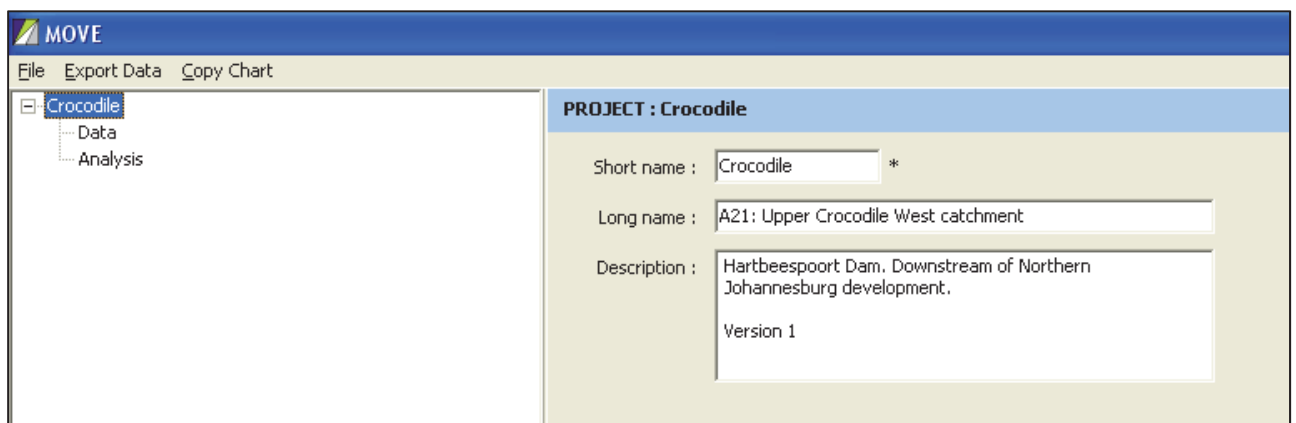 MOVE
File Export Data Copy Chart
Crocodile
Data
Analysis
PROJECT : Crocodile
Short name : Crocodile *
Long name : A21: Upper Crocodile West catchment
Description : Hartbeespoort Dam. Downstream of Northern
Johannesburg development.
Version 1